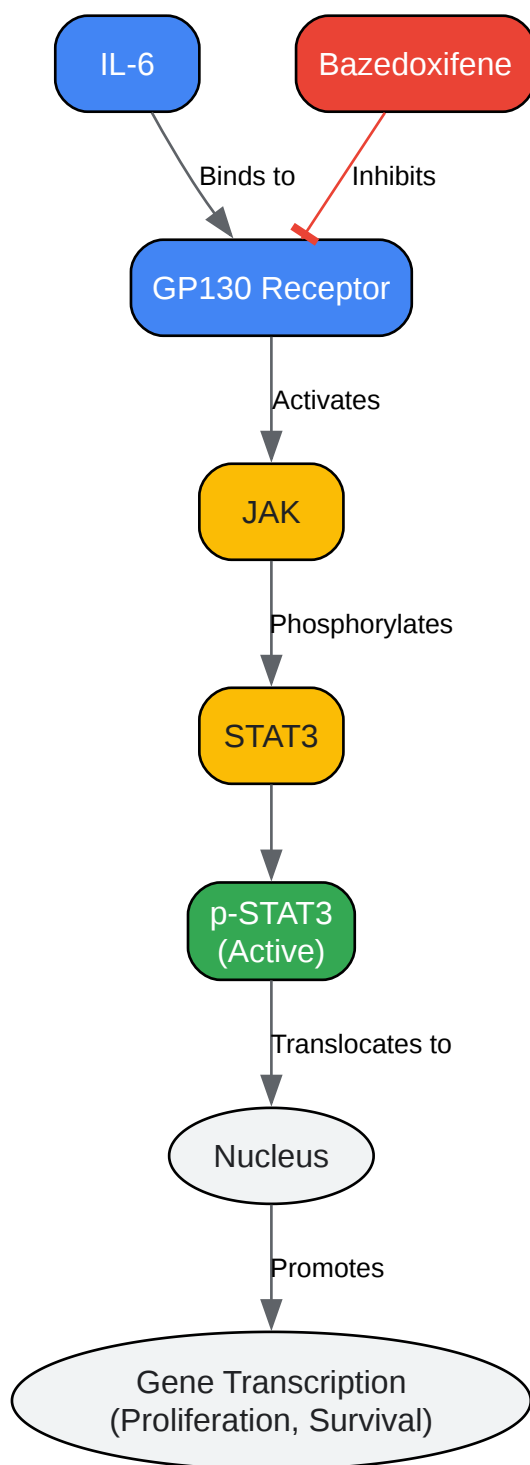 IL-6
Bazedoxifene
Binds to
Inhibits
GP130 Receptor
Activates
JAK
Phosphorylates
STAT3
p-STAT3
(Active)
Translocates to
Nucleus
Promotes
Gene Transcription
(Proliferation, Survival)